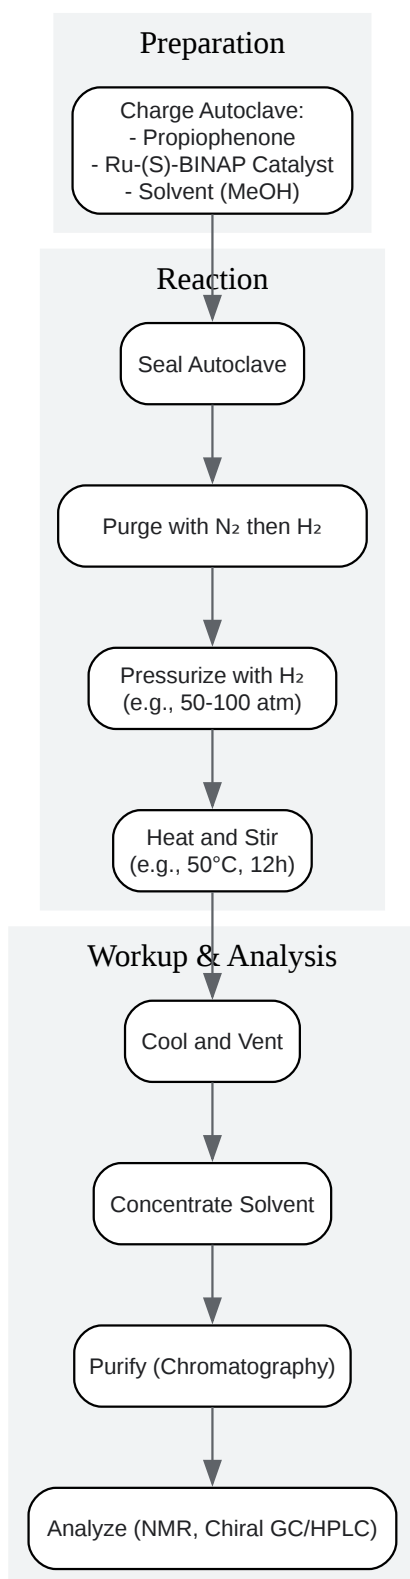 Preparation
Charge Autoclave:
- Propiophenone
- Ru-(S)-BINAP Catalyst
- Solvent (MeOH)
Reaction
Seal Autoclave
Purge with N₂ then H₂
Pressurize with H₂
(e.g., 50-100 atm)
Heat and Stir
(e.g., 50°C, 12h)
Workup & Analysis
Cool and Vent
Concentrate Solvent
Purify (Chromatography)
Analyze (NMR, Chiral GC/HPLC)